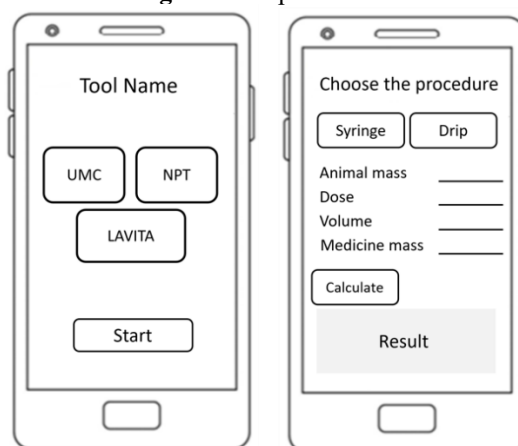 Tool Name
UMC
NPT
LAVITA
Start
Choose the procedure
Syringe
Drip
Animal mass
Dose
Volume
Medicine mass
Calculate
Result